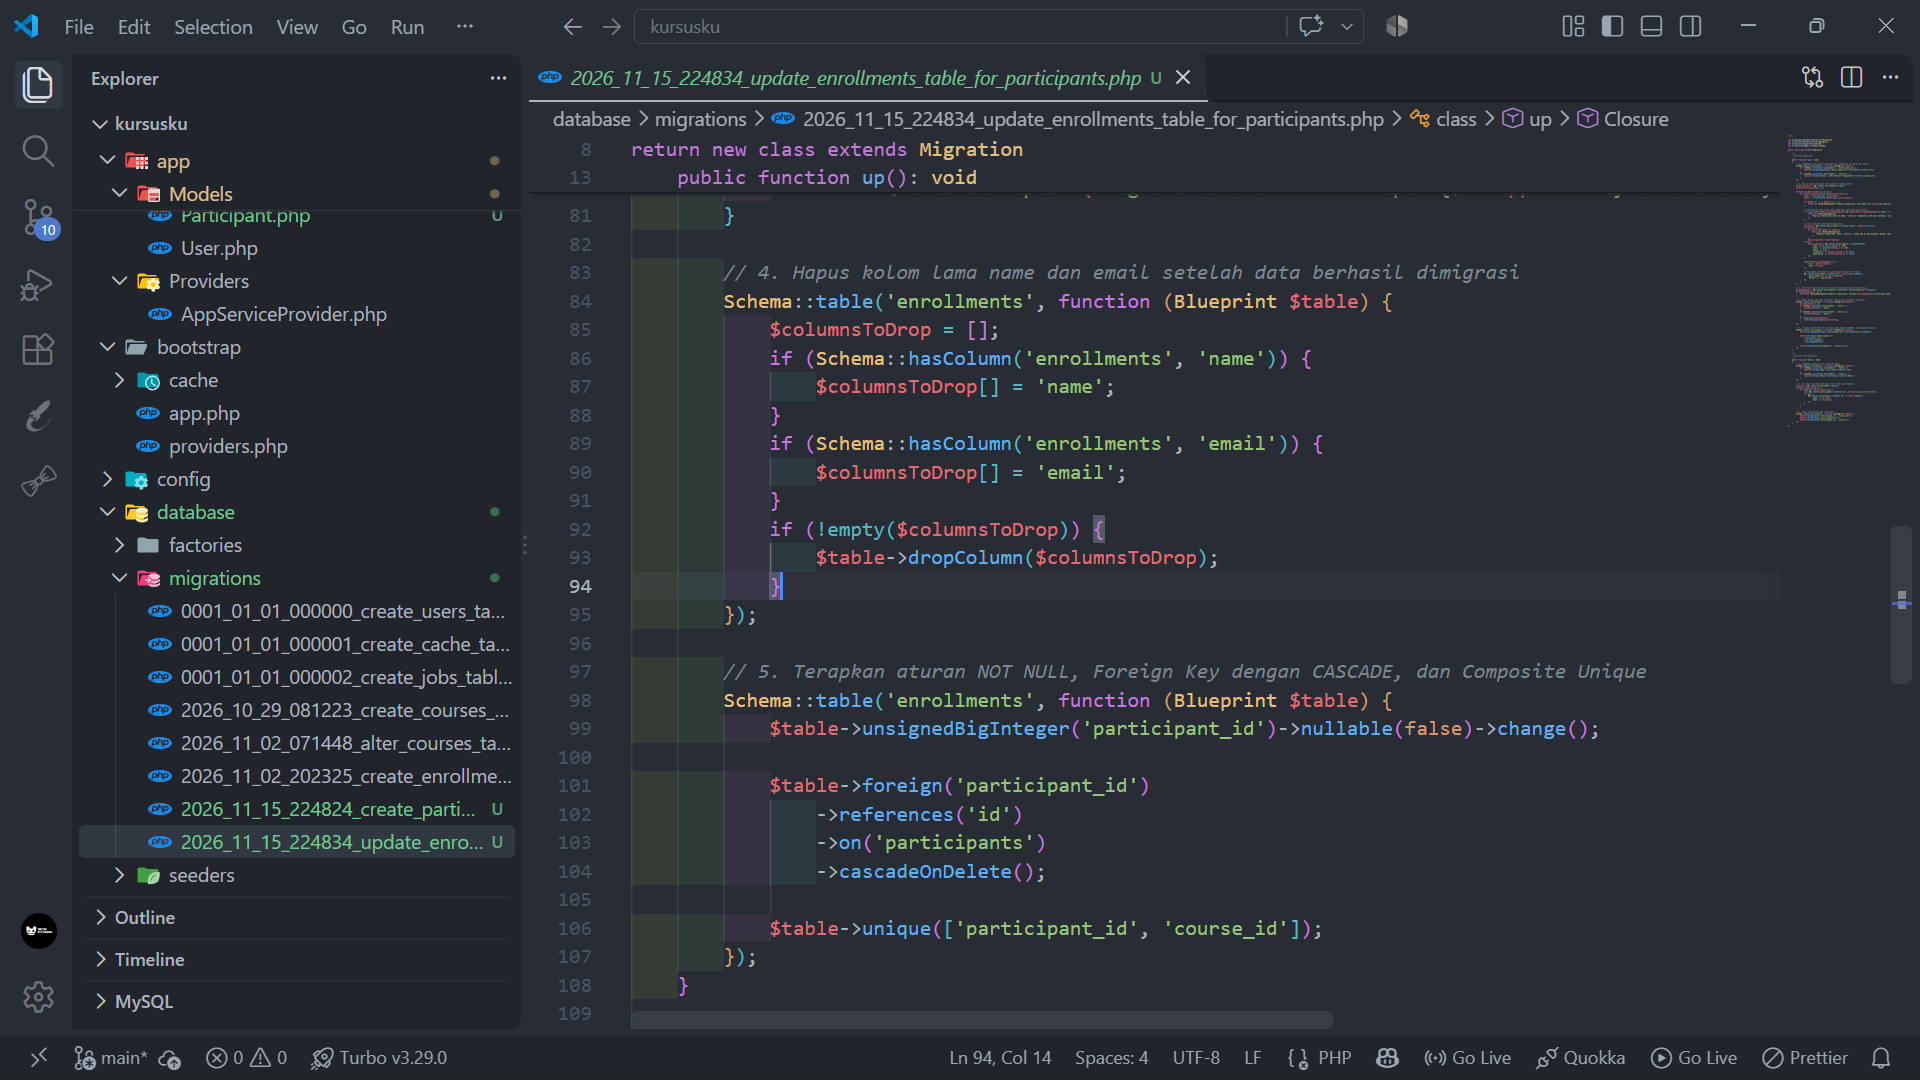 File Edit Selection View Go Run ···
kursusku
Explorer
kursusku
app
Models
Participant.php U
User.php
Providers
AppServiceProvider.php
bootstrap
cache
app.php
providers.php
config
database
factories
migrations
0001_01_01_000000_create_users_ta...
0001_01_01_000001_create_cache_ta...
0001_01_01_000002_create_jobs_tabl...
2026_10_29_081223_create_courses_...
2026_11_02_071448_alter_courses_ta...
2026_11_02_202325_create_enrollme...
2026_11_15_224824_create_parti... U
2026_11_15_224834_update_enro... U
seeders
Outline
Timeline
MySQL
10
php 2026_11_15_224834_update_enrollments_table_for_participants.php U
database > migrations > php 2026_11_15_224834_update_enrollments_table_for_participants.php > class > up > Closure
8 return new class extends Migration
13 public function up(): void
81 }
82
83 // 4. Hapus kolom lama name dan email setelah data berhasil dimigrasi
84 Schema::table('enrollments', function (Blueprint $table) {
85 $columnsToDrop = [];
86 if (Schema::hasColumn('enrollments', 'name')) {
87 $columnsToDrop[] = 'name';
88 }
89 if (Schema::hasColumn('enrollments', 'email')) {
90 $columnsToDrop[] = 'email';
91 }
92 if (!empty($columnsToDrop)) {
93 $table->dropColumn($columnsToDrop);
94 }
95 });
96
97 // 5. Terapkan aturan NOT NULL, Foreign Key dengan CASCADE, dan Composite Unique
98 Schema::table('enrollments', function (Blueprint $table) {
99 $table->unsignedBigInteger('participant_id')->nullable(false)->change();
100
101 $table->foreign('participant_id')
102 ->references('id')
103 ->on('participants')
104 ->cascadeOnDelete();
105
106 $table->unique(['participant_id', 'course_id']);
107 });
108 }
109
main* 0 0 Turbo v3.29.0 Ln 94, Col 14 Spaces: 4 UTF-8 LF PHP Go Live Quokka Go Live Prettier